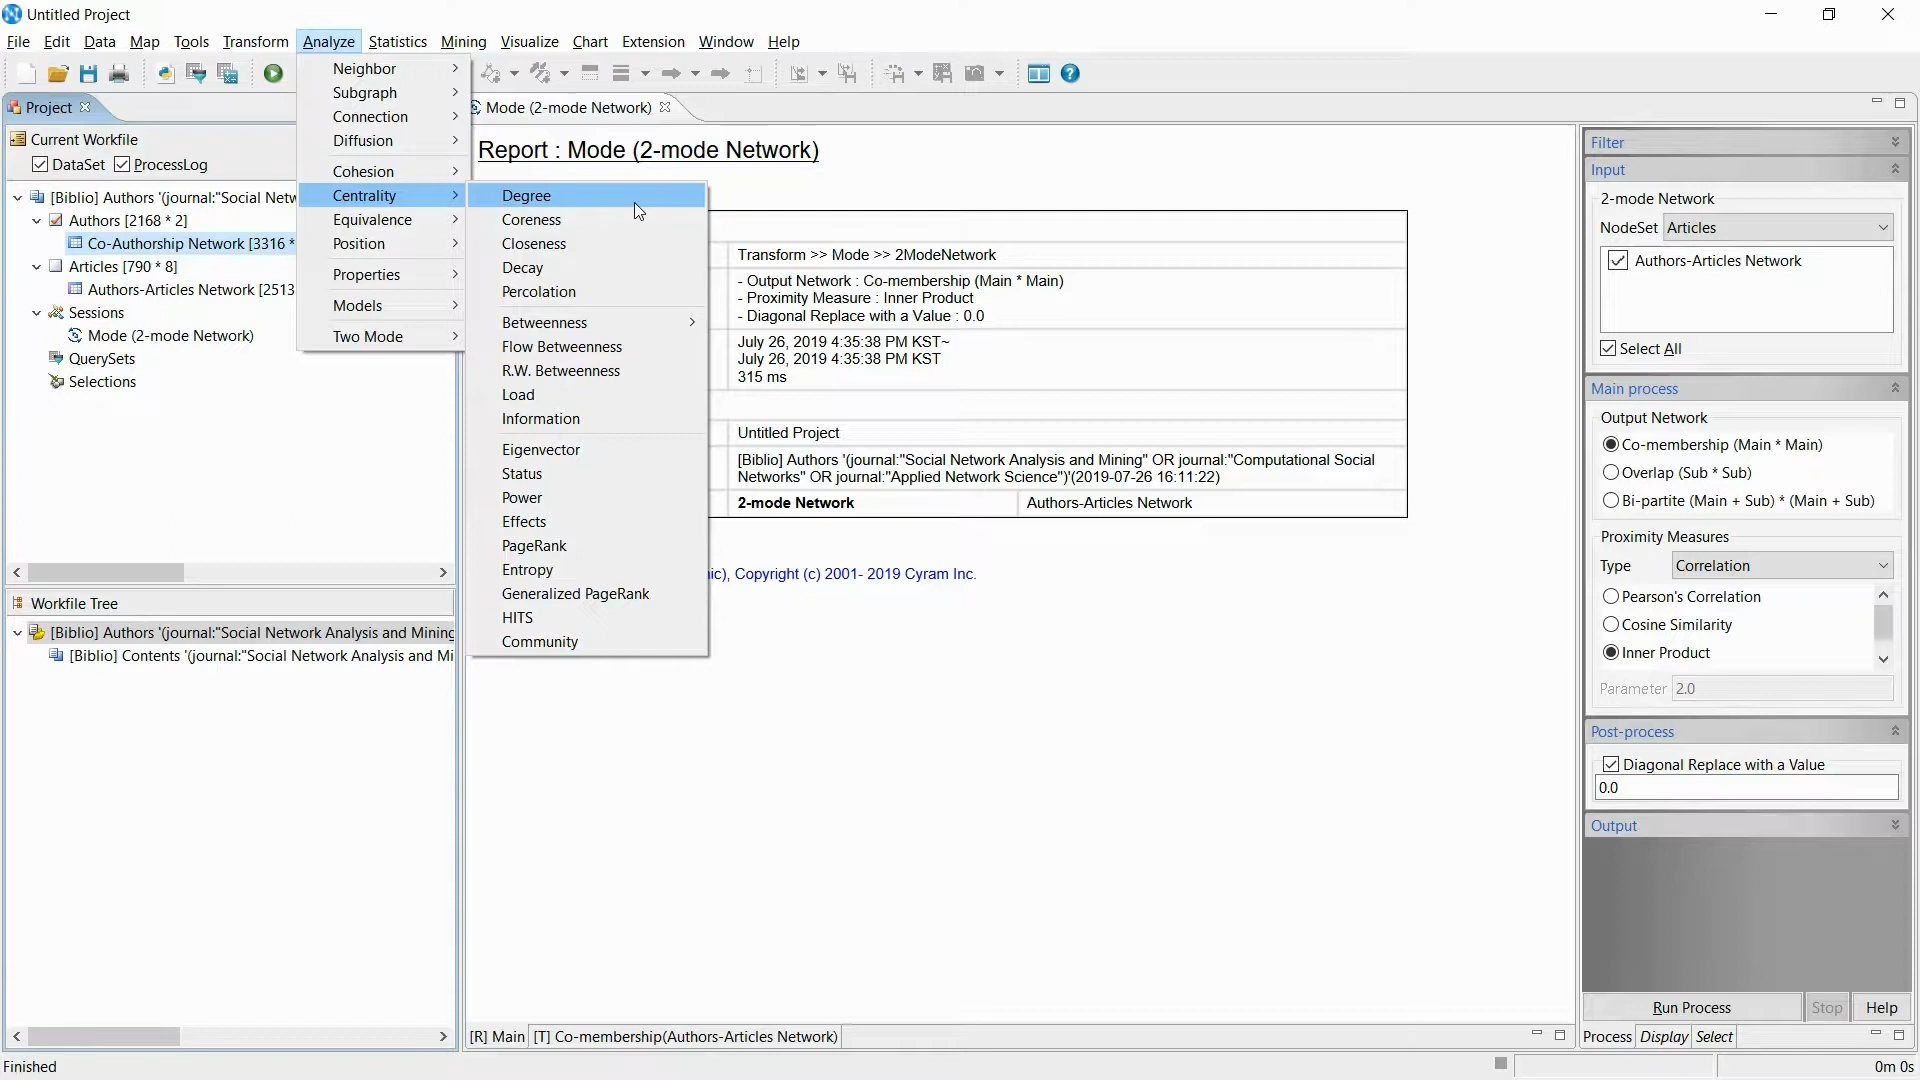 Untitled Project
File Edit Data Map Tools Transform Analyze Statistics Mining Visualize Chart Extension Window Help
Project
Current Workfile
DataSet ProcessLog
[Biblio] Authors '(journal:"Social Netw
Authors [2168 * 2]
Co-Authorship Network [3316 *
Articles [790 * 8]
Authors-Articles Network [2513
Sessions
Mode (2-mode Network)
QuerySets
Selections
Workfile Tree
[Biblio] Authors '(journal:"Social Network Analysis and Mining
[Biblio] Contents '(journal:"Social Network Analysis and Mi
Neighbor
Subgraph
Connection
Diffusion
Cohesion
Centrality
Equivalence
Position
Properties
Models
Two Mode
Degree
Coreness
Closeness
Decay
Percolation
Betweenness
Flow Betweenness
R.W. Betweenness
Load
Information
Eigenvector
Status
Power
Effects
PageRank
Entropy
Generalized PageRank
HITS
Community
Mode (2-mode Network)
Report : Mode (2-mode Network)
Transform >> Mode >> 2ModeNetwork
- Output Network : Co-membership (Main * Main)
- Proximity Measure : Inner Product
- Diagonal Replace with a Value : 0.0
July 26, 2019 4:35:38 PM KST~
July 26, 2019 4:35:38 PM KST
315 ms
Untitled Project
[Biblio] Authors '(journal:"Social Network Analysis and Mining" OR journal:"Computational Social
Networks" OR journal:"Applied Network Science")'(2019-07-26 16:11:22)
2-mode Network Authors-Articles Network
ic), Copyright (c) 2001- 2019 Cyram Inc.
[R] Main [T] Co-membership(Authors-Articles Network)
Filter
Input
2-mode Network
NodeSet Articles
Authors-Articles Network
Select All
Main process
Output Network
Co-membership (Main * Main)
Overlap (Sub * Sub)
Bi-partite (Main + Sub) * (Main + Sub)
Proximity Measures
Type Correlation
Pearson's Correlation
Cosine Similarity
Inner Product
Parameter 2.0
Post-process
Diagonal Replace with a Value
0.0
Output
Run Process Stop Help
Process Display Select
Finished
0m 0s